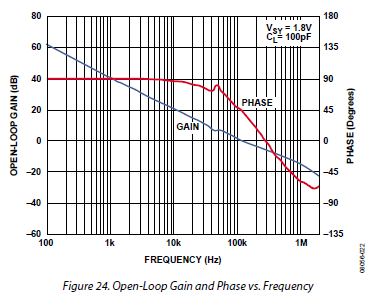 80
60
40
20
0
–20
–40
–60
OPEN-LOOP GAIN (dB)
VSY = 1.8V
CL= 100pF
PHASE
GAIN
180
135
90
45
0
–45
–90
–135
PHASE (Degrees)
100 1k 10k 100k 1M
FREQUENCY (Hz)
08056-022
Figure 24. Open-Loop Gain and Phase vs. Frequency